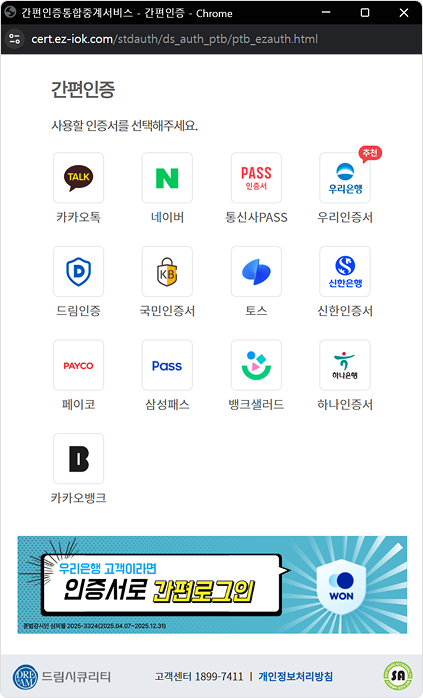 간편인증통합중계서비스 - 간편인증 - Chrome
cert.ez-iok.com/stdauth/ds_auth_ptb/ptb_ezauth.html
간편인증
사용할 인증서를 선택해주세요.
추천
TALK
N
PASS
인증서
우리은행
카카오톡
네이버
통신사PASS
우리인증서
D
KB
신한은행
드림인증
국민인증서
토스
신한인증서
PAYCO
Pass
하나은행
페이코
삼성패스
뱅크샐러드
하나인증서
B
카카오뱅크
우리은행 고객이라면
인증서로 간편로그인
WON
준법감시인 심의필 2025-3324(2025.04.07~2025.12.31)
DRE
AM
드림시큐리티
고객센터 1899-7411 | 개인정보처리방침
SA